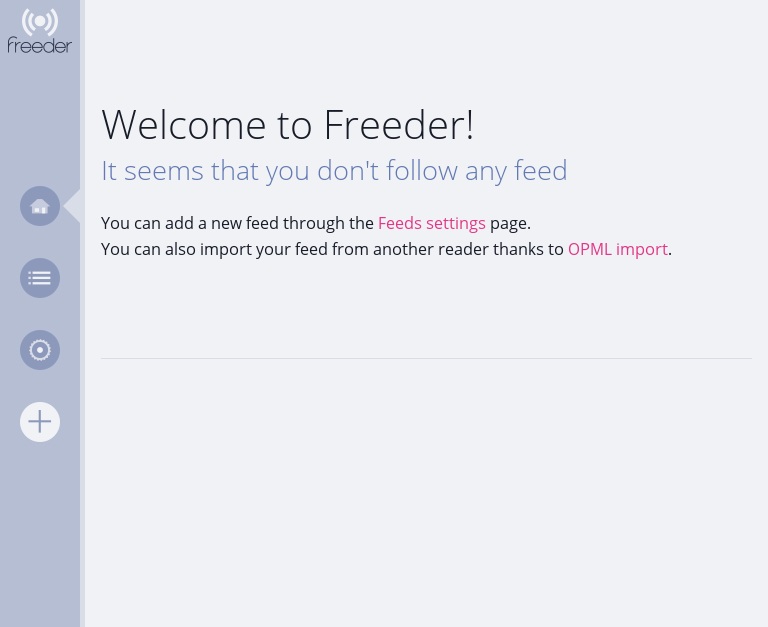 freeder
Welcome to Freeder!
It seems that you don't follow any feed
You can add a new feed through the Feeds settings page.
You can also import your feed from another reader thanks to OPML import.